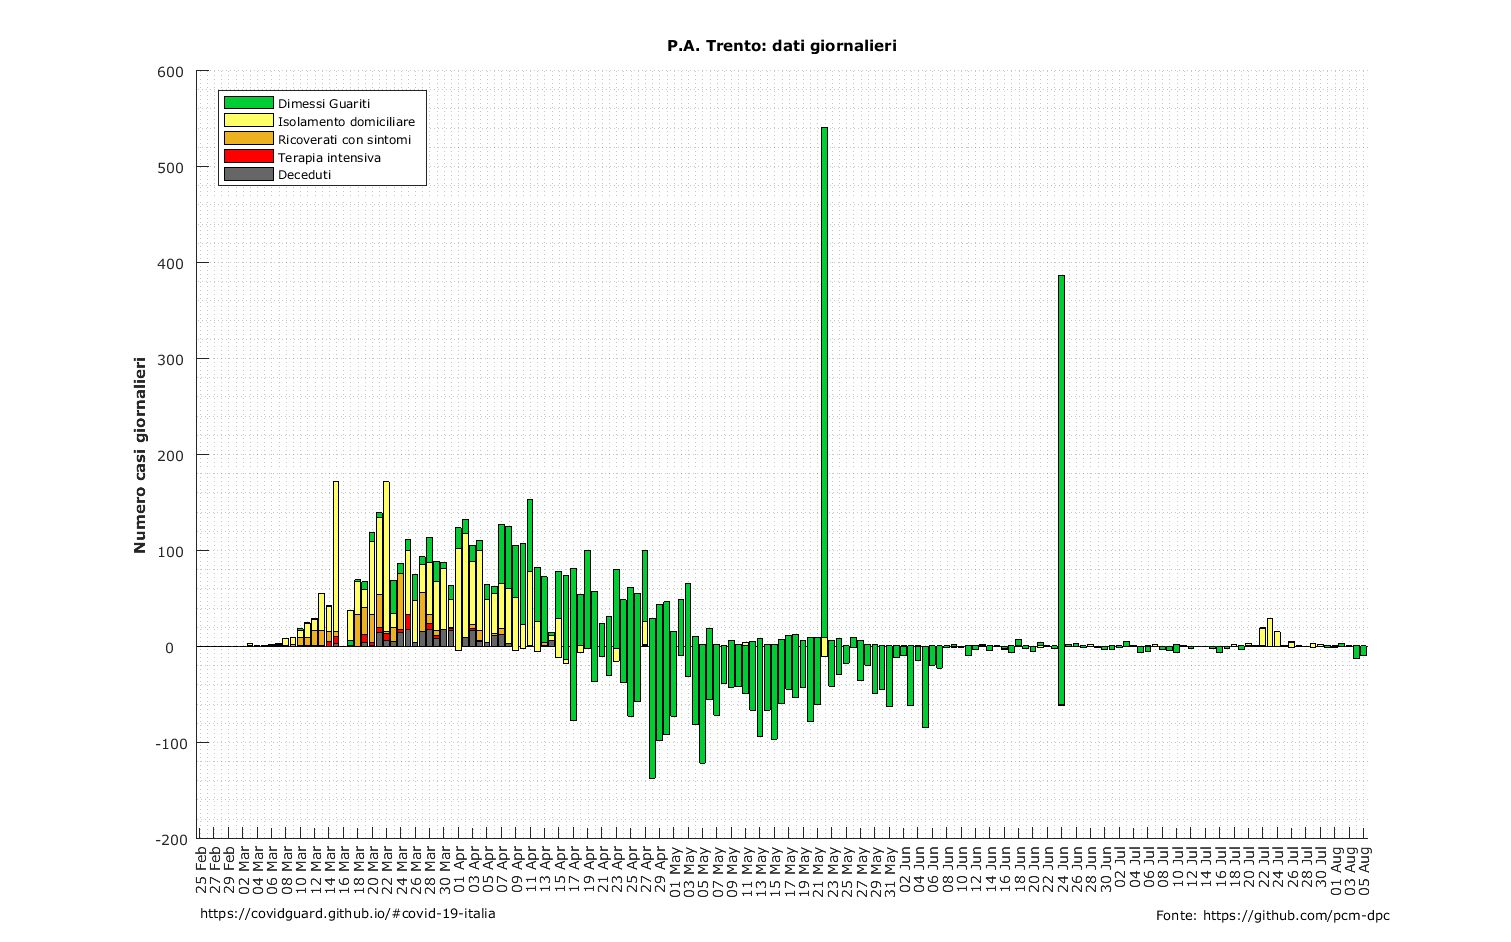 P.A. Trento: dati giornalieri
600
500
400
300
200
100
0
-100
-200
Numero casi giornalieri
Dimessi Guariti
Isolamento domiciliare
Ricoverati con sintomi
Terapia intensiva
Deceduti
25 Feb
27 Feb
29 Feb
02 Mar
04 Mar
06 Mar
08 Mar
10 Mar
12 Mar
14 Mar
16 Mar
18 Mar
20 Mar
22 Mar
24 Mar
26 Mar
28 Mar
30 Mar
01 Apr
03 Apr
05 Apr
07 Apr
09 Apr
11 Apr
13 Apr
15 Apr
17 Apr
19 Apr
21 Apr
23 Apr
25 Apr
27 Apr
29 Apr
01 May
03 May
05 May
07 May
09 May
11 May
13 May
15 May
17 May
19 May
21 May
23 May
25 May
27 May
29 May
31 May
02 Jun
04 Jun
06 Jun
08 Jun
10 Jun
12 Jun
14 Jun
16 Jun
18 Jun
20 Jun
22 Jun
24 Jun
26 Jun
28 Jun
30 Jun
02 Jul
04 Jul
06 Jul
08 Jul
10 Jul
12 Jul
14 Jul
16 Jul
18 Jul
20 Jul
22 Jul
24 Jul
26 Jul
28 Jul
30 Jul
01 Aug
03 Aug
05 Aug
https://covidguard.github.io/#covid-19-italia
Fonte: https://github.com/pcm-dpc